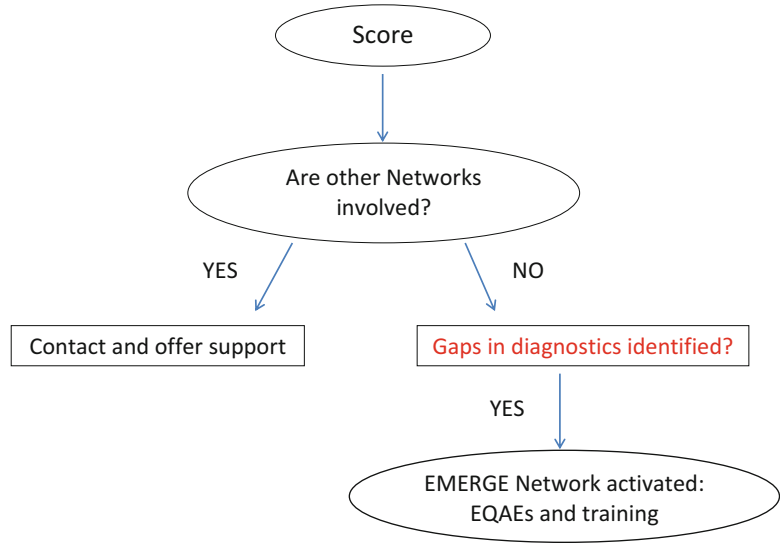 Score
Are other Networks
involved?
YES
NO
Contact and offer support
Gaps in diagnostics identified?
YES
EMERGE Network activated:
EQAEs and training